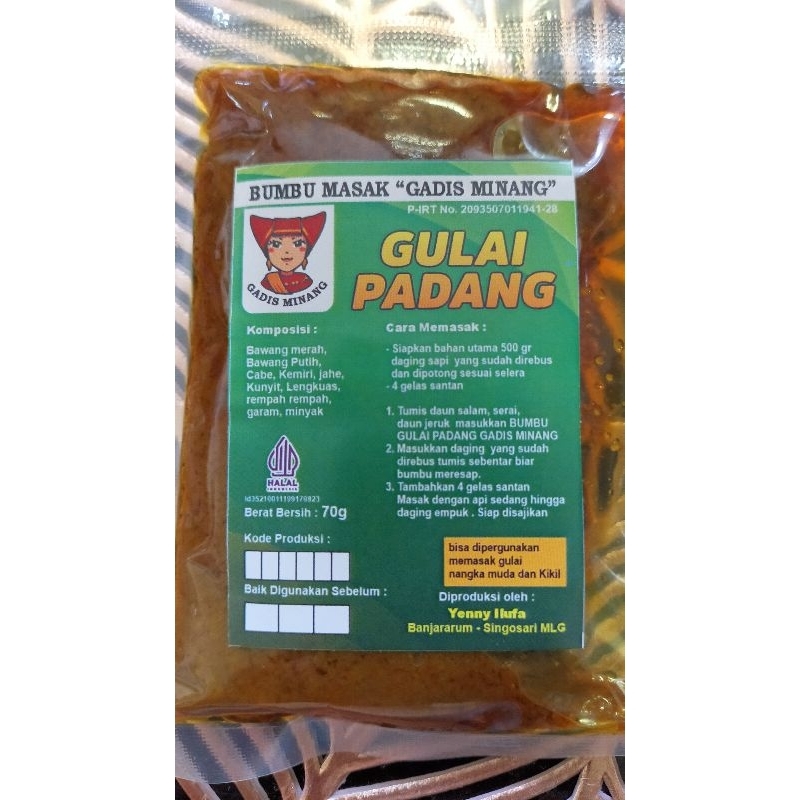 BUMBU MASAK “GADIS MINANG”
P-IRT No. 2093507011941-28
GADIS MINANG
GULAI
PADANG
Komposisi :
Bawang merah,
Bawang Putih,
Cabe, Kemiri, jahe,
Kunyit, Lengkuas,
rempah rempah,
garam, minyak
Cara Memasak :
- Siapkan bahan utama 500 gr
daging sapi yang sudah direbus
dan dipotong sesuai selera
- 4 gelas santan
1. Tumis daun salam, serai,
daun jeruk masukkan BUMBU
GULAI PADANG GADIS MINANG
2. Masukkan daging yang sudah
direbus tumis sebentar biar
bumbu meresap.
3. Tambahkan 4 gelas santan
Masak dengan api sedang hingga
daging empuk . Siap disajikan
HALAL
INDONESIA
Berat Bersih : 70g
Kode Produksi :
Baik Digunakan Sebelum :
bisa dipergunakan
memasak gulai
nangka muda dan Kikil
Diproduksi oleh :
Yenny Ilufa
Banjararum - Singosari MLG